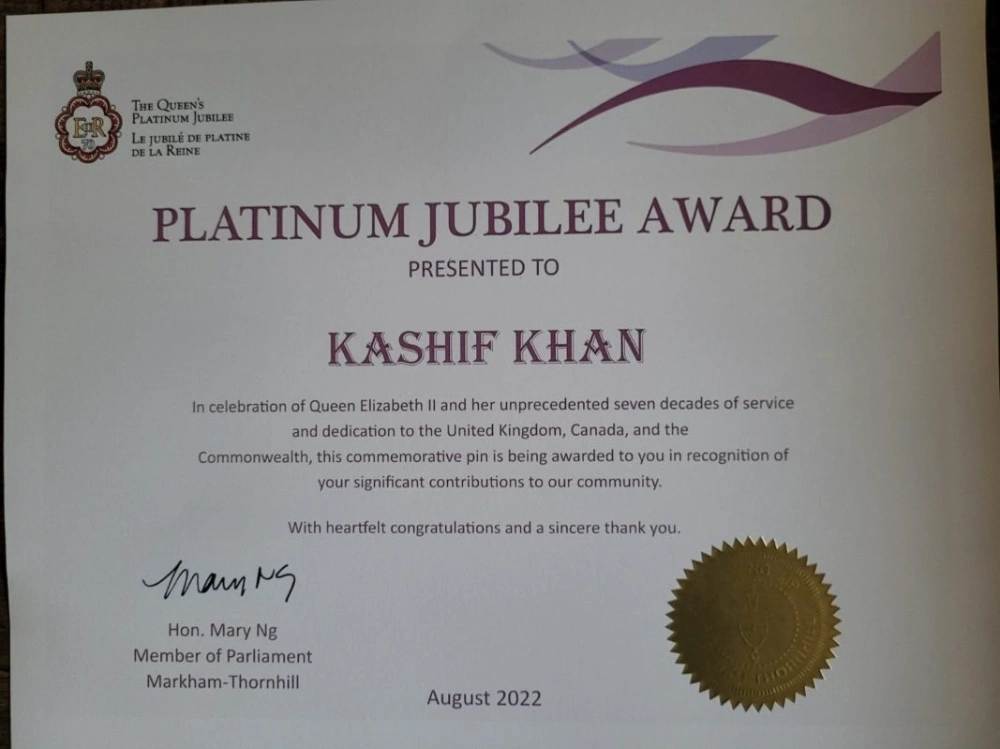 EIIR
70
THE QUEEN'S
PLATINUM JUBILEE
LE JUBILÉ DE PLATINE
DE LA REINE
PLATINUM JUBILEE AWARD
PRESENTED TO
KASHIF KHAN
In celebration of Queen Elizabeth II and her unprecedented seven decades of service
and dedication to the United Kingdom, Canada, and the
Commonwealth, this commemorative pin is being awarded to you in recognition of
your significant contributions to our community.
With heartfelt congratulations and a sincere thank you.
Mary Ng
Hon. Mary Ng
Member of Parliament
Markham-Thornhill
August 2022